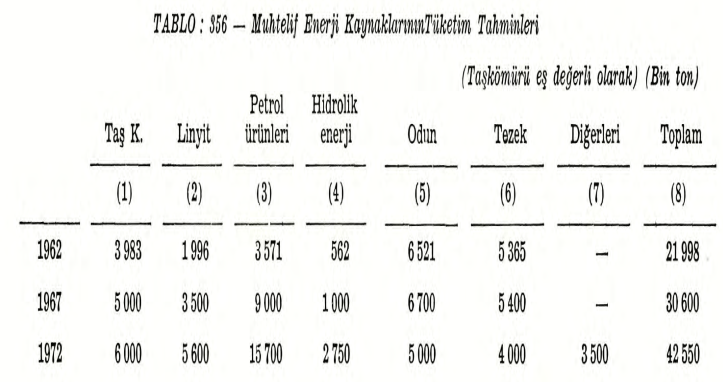 TABLO : 356 — Muhtelif Enerji KaynaklarınınTüketim Tahminleri
(Taşkömürü eş değerli olarak) (Bin ton)
Petrol Hidrolik
Taş K. Linyit ürünleri enerji Odun Tezek Diğerleri Toplam
(1) (2) (3) (4) (5) (6) (7) (8)
1962 3 983 1 996 3 571 562 6 521 5 365 — 21 998
1967 5 000 3 500 9 000 1 000 6 700 5 400 — 30 600
1972 6 000 5 600 15 700 2 750 5 000 4 000 3 500 42 550